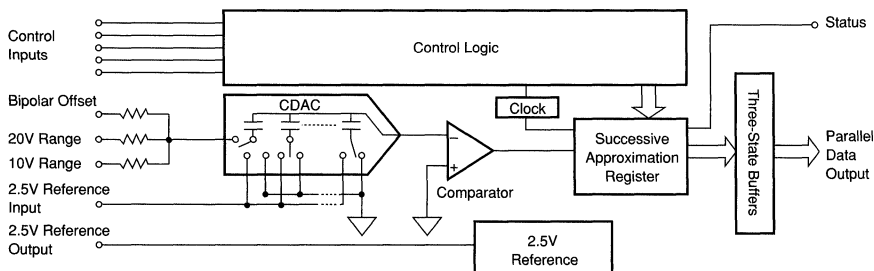 Control
Inputs
Control Logic
Status
Bipolar Offset
20V Range
10V Range
2.5V Reference
Input
2.5V Reference
Output
CDAC
Clock
Comparator
Successive
Approximation
Register
Three-State Buffers
Parallel
Data
Output
2.5V
Reference